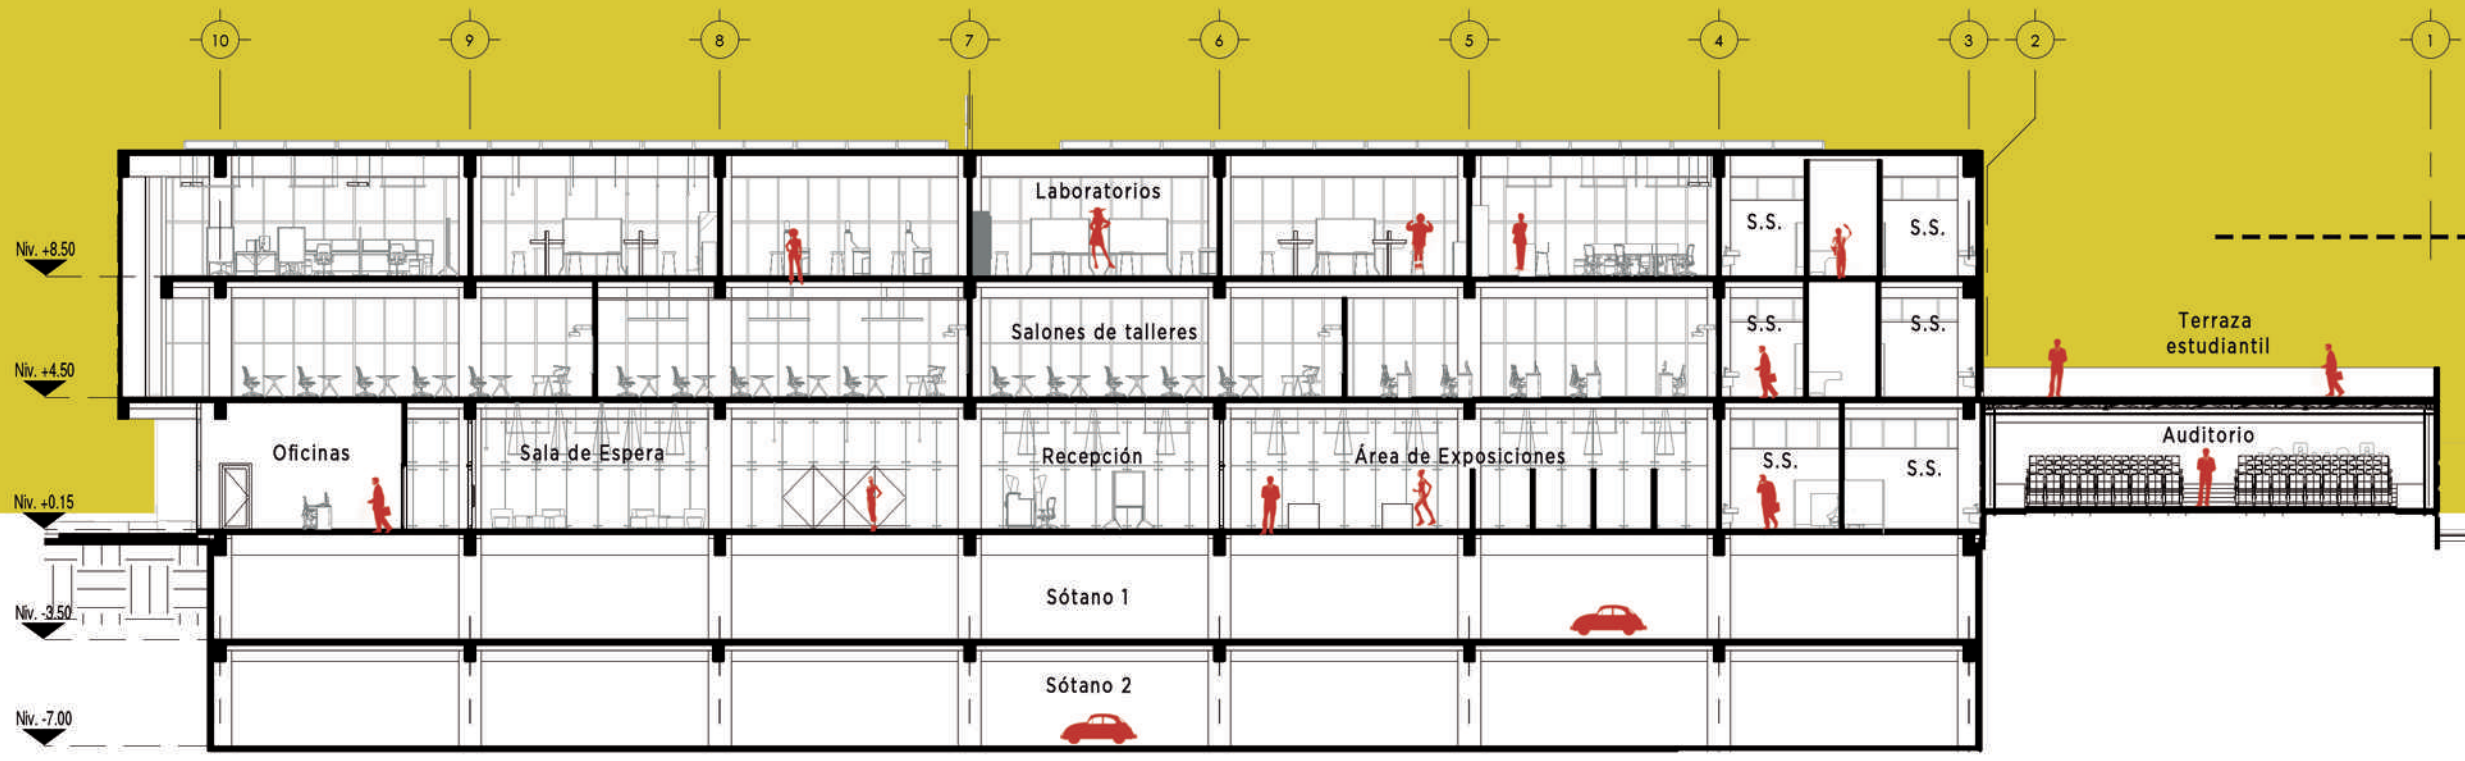 10 9 8 7 6 5 4 3 2 1
Laboratorios
S.S.
S.S.
Niv. +8.50
Salones de talleres
S.S.
S.S.
Terraza
estudiantil
Niv. +4.50
Oficinas
Sala de Espera
Recepción
Área de Exposiciones
S.S.
S.S.
Auditorio
Niv. +0.15
Sótano 1
Niv. -3.50
Sótano 2
Niv. -7.00